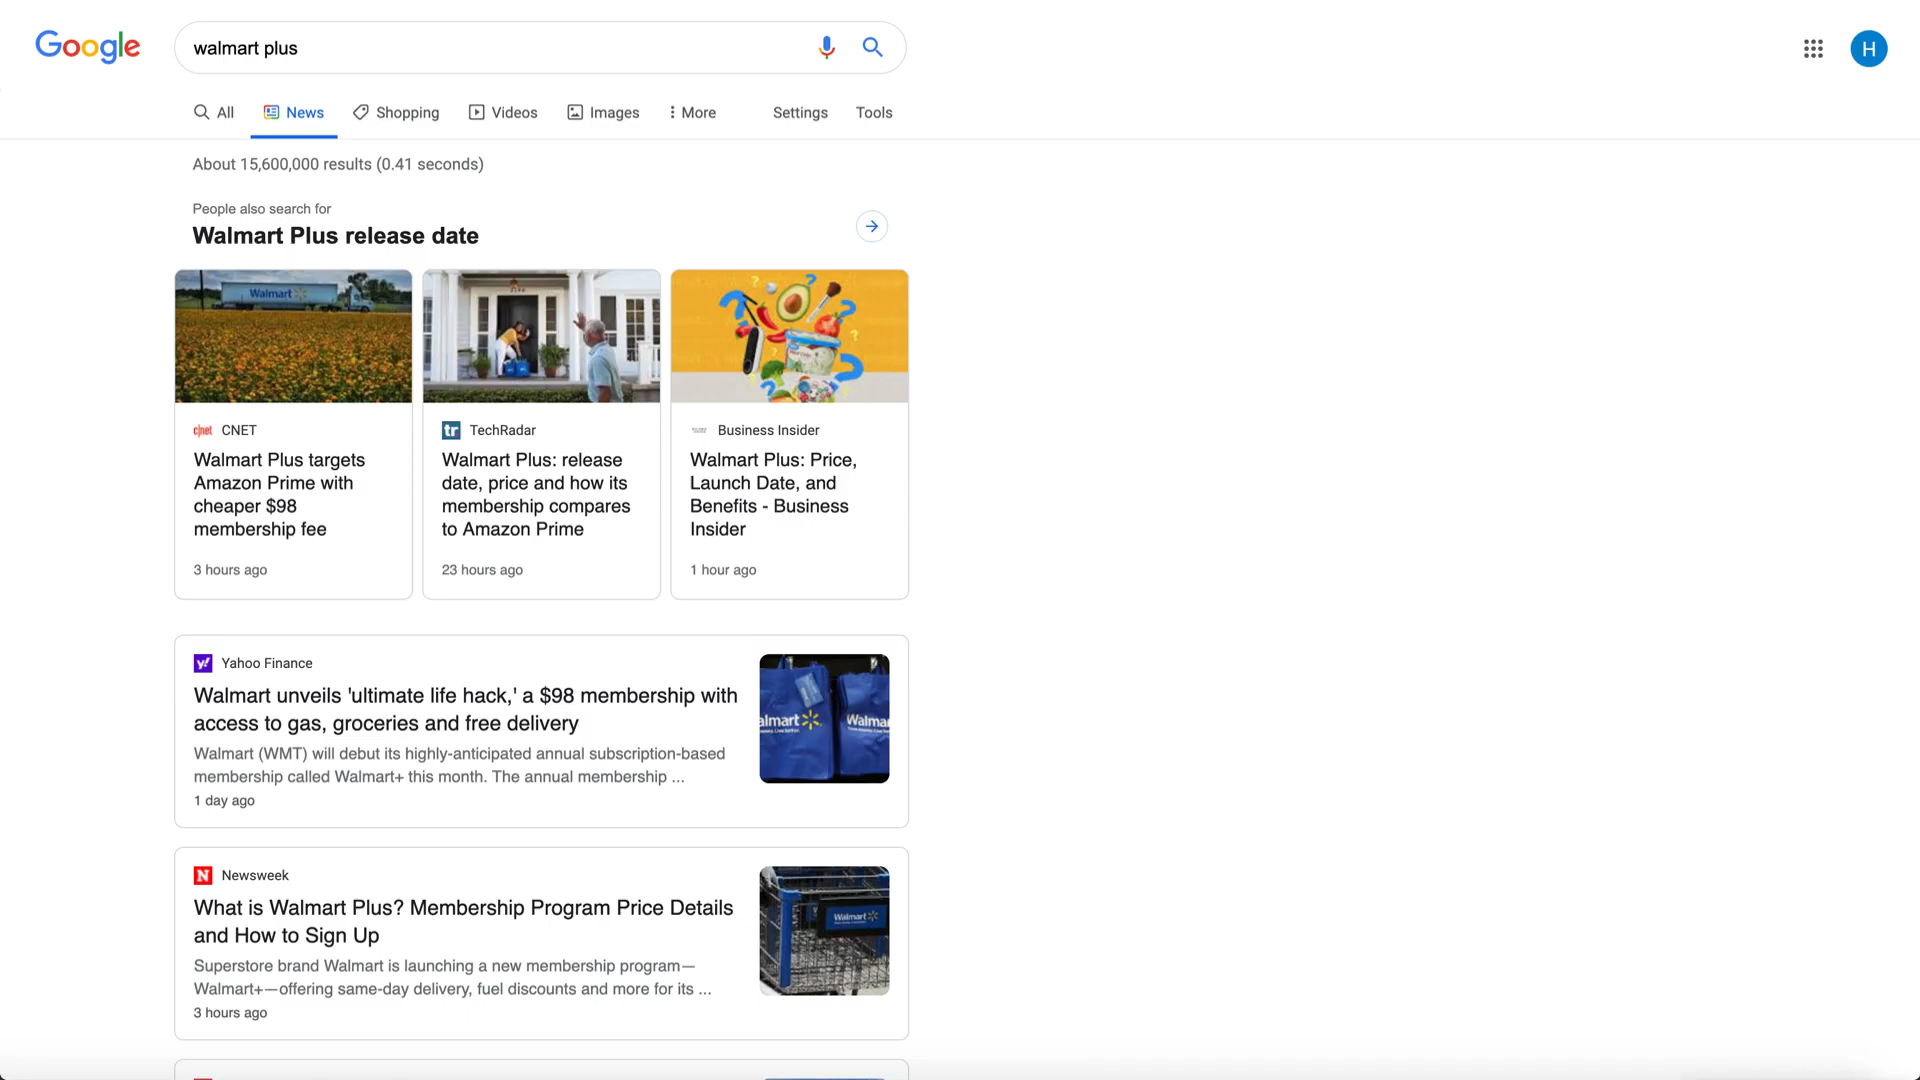 Google
walmart plus
H
All
News
Shopping
Videos
Images
More
Settings
Tools
About 15,600,000 results (0.41 seconds)
People also search for
Walmart Plus release date
Walmart
cnet CNET
Walmart Plus targets
Amazon Prime with
cheaper $98
membership fee
3 hours ago
tr TechRadar
Walmart Plus: release
date, price and how its
membership compares
to Amazon Prime
23 hours ago
Business Insider
Walmart Plus: Price,
Launch Date, and
Benefits - Business
Insider
1 hour ago
y! Yahoo Finance
Walmart unveils 'ultimate life hack,' a $98 membership with
access to gas, groceries and free delivery
Walmart (WMT) will debut its highly-anticipated annual subscription-based
membership called Walmart+ this month. The annual membership ...
1 day ago
almart
Walma
N Newsweek
What is Walmart Plus? Membership Program Price Details
and How to Sign Up
Superstore brand Walmart is launching a new membership program—
Walmart+—offering same-day delivery, fuel discounts and more for its ...
3 hours ago
Walmart